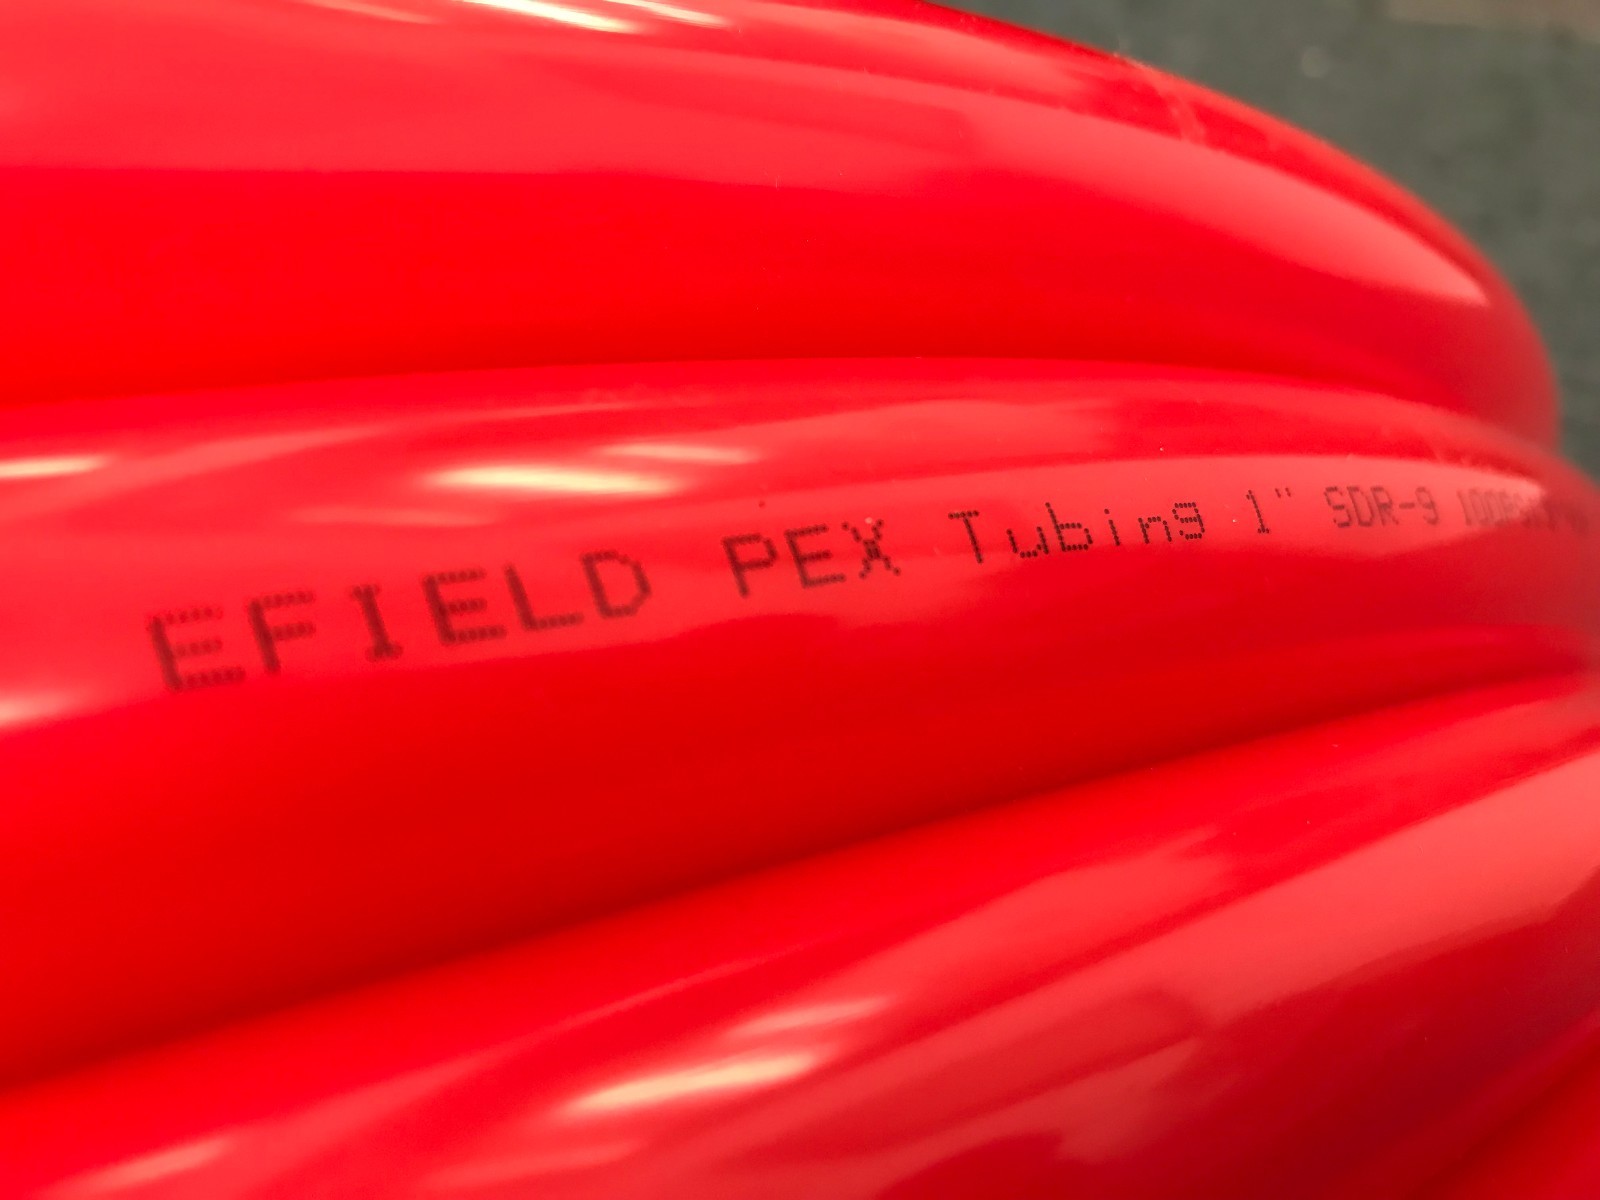 EFIELD PEX Tubing 1" SDR-9